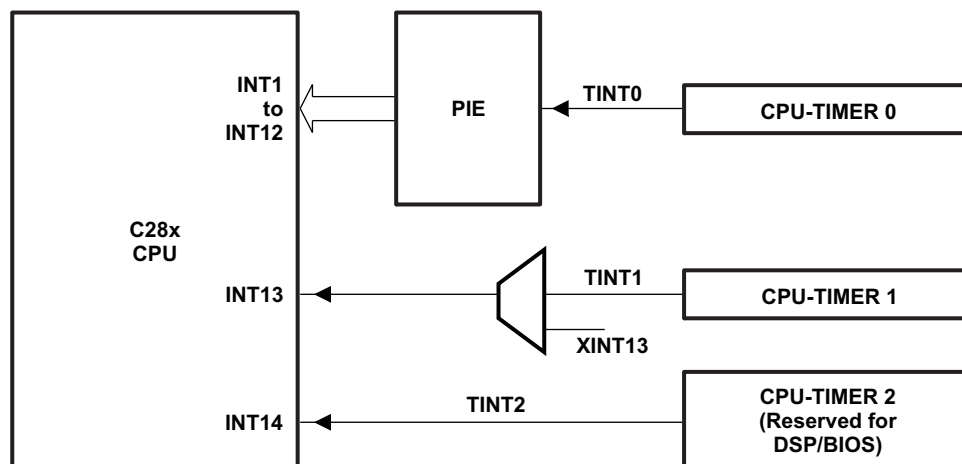 INT1
to
INT12
PIE
TINT0
CPU-TIMER 0
C28x
CPU
INT13
TINT1
CPU-TIMER 1
XINT13
INT14
TINT2
CPU-TIMER 2
(Reserved for
DSP/BIOS)